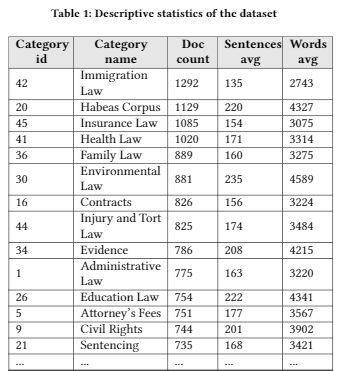 Table 1: Descriptive statistics of the dataset
Category id | Category name | Doc count | Sentences avg | Words avg
42 | Immigration Law | 1292 | 135 | 2743
20 | Habeas Corpus | 1129 | 220 | 4327
45 | Insurance Law | 1085 | 154 | 3075
41 | Health Law | 1020 | 171 | 3314
36 | Family Law | 889 | 160 | 3275
30 | Environmental Law | 881 | 235 | 4589
16 | Contracts | 826 | 156 | 3224
44 | Injury and Tort Law | 825 | 174 | 3484
34 | Evidence | 786 | 208 | 4215
1 | Administrative Law | 775 | 163 | 3220
26 | Education Law | 754 | 222 | 4341
5 | Attorney's Fees | 751 | 177 | 3567
9 | Civil Rights | 744 | 201 | 3902
21 | Sentencing | 735 | 168 | 3421
... | ... | ... | ... | ...